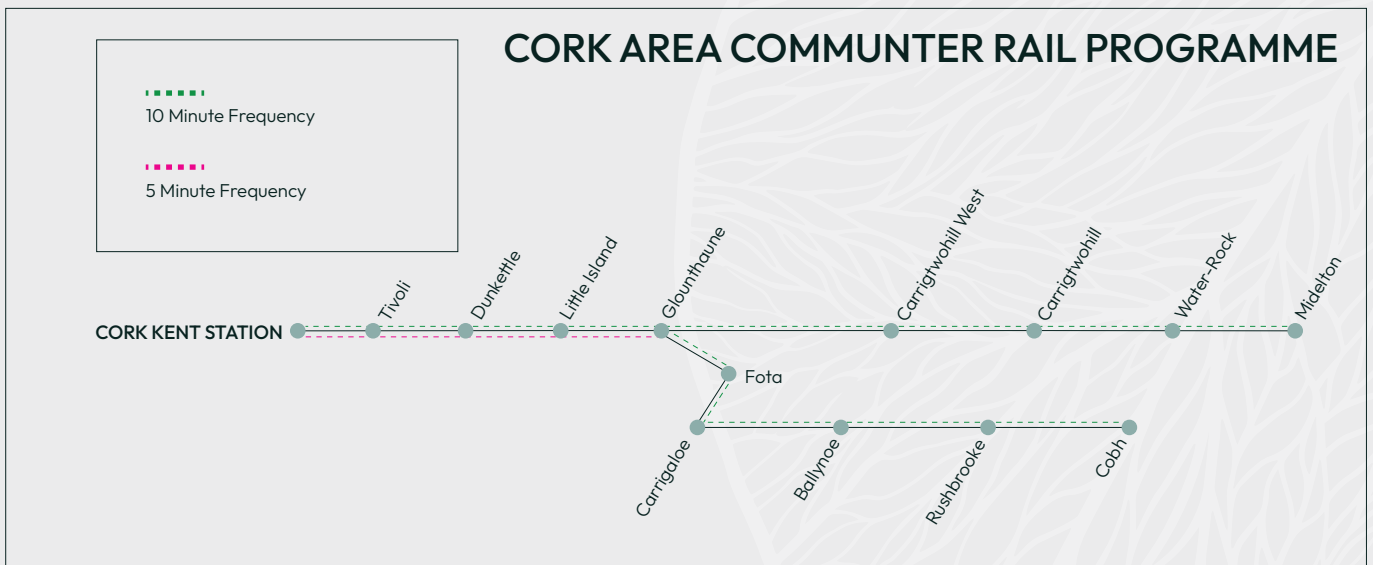 CORK AREA COMMUNTER RAIL PROGRAMME
10 Minute Frequency
5 Minute Frequency
CORK KENT STATION
Tivoli
Dunkettle
Little Island
Glounthaune
Carrigtwohill West
Carrigtwohill
Water-Rock
Midelton
Fota
Carrigaloe
Ballynoe
Rushbrooke
Cobh